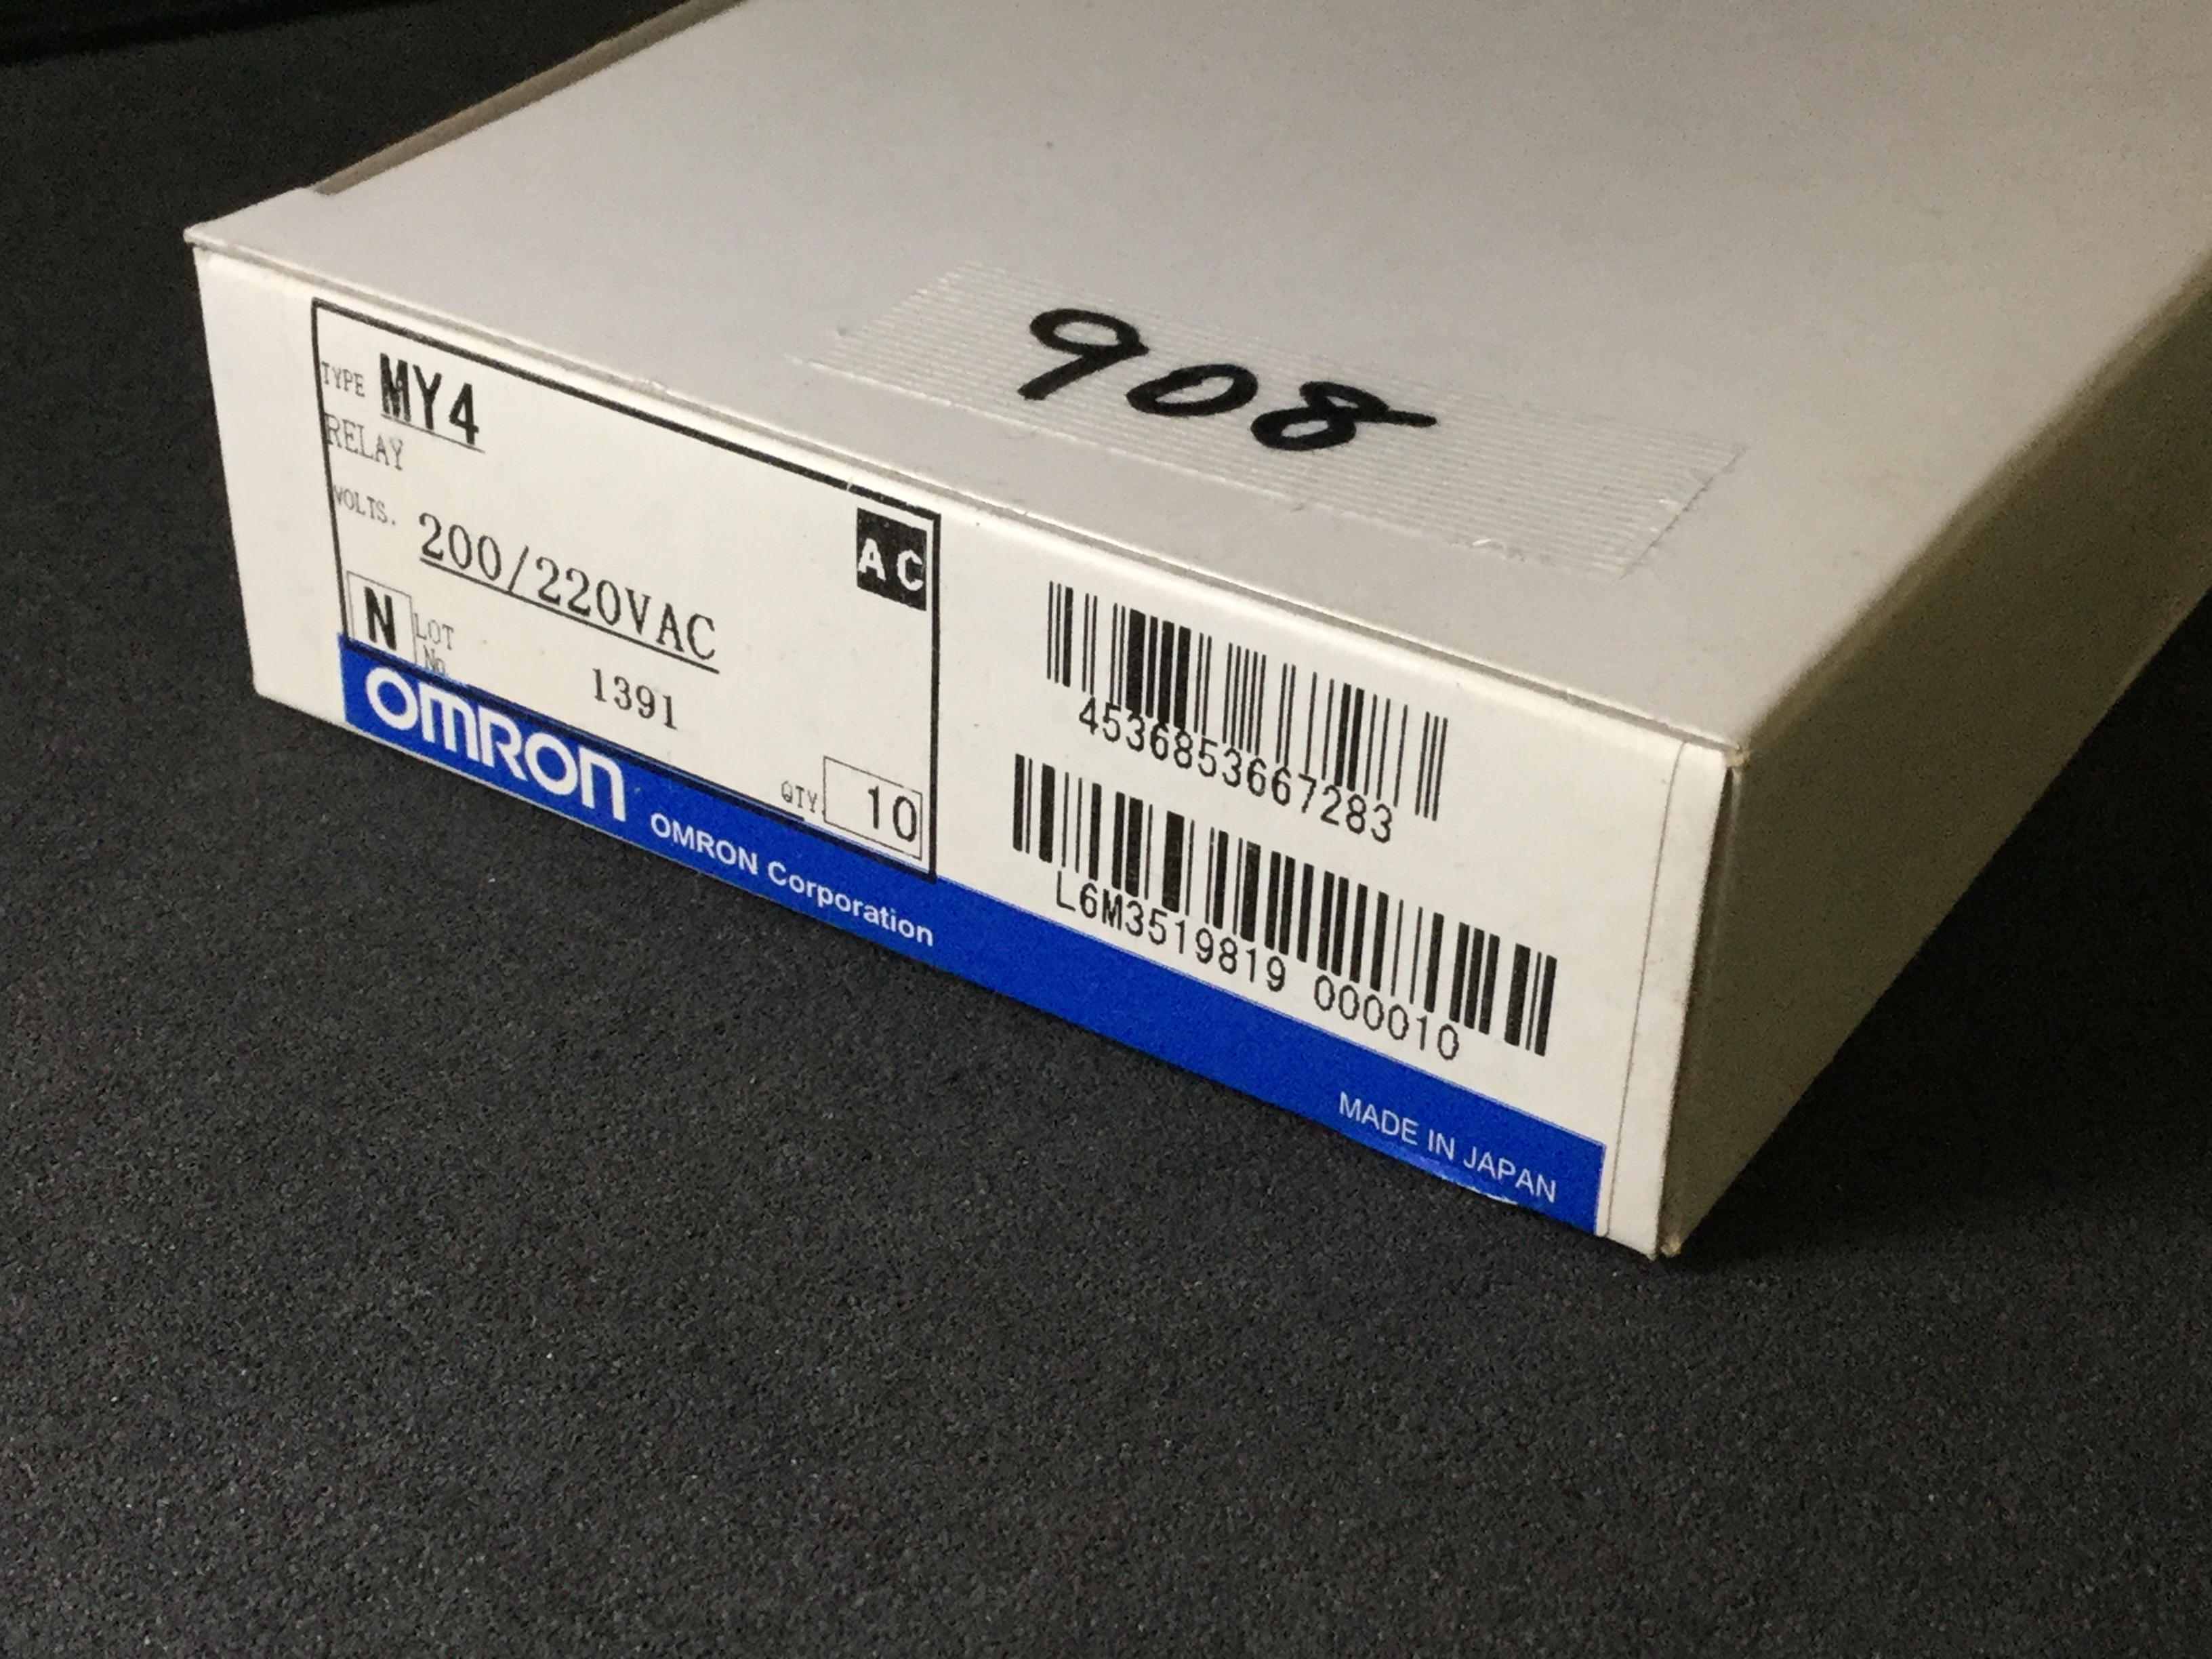 908
TYPE MY4
RELAY
VOLTS. 200/220VAC
AC
N LOT No. 1391
QTY. 10
OMRON OMRON Corporation
4536853667283
L6M3519819 000010
MADE IN JAPAN